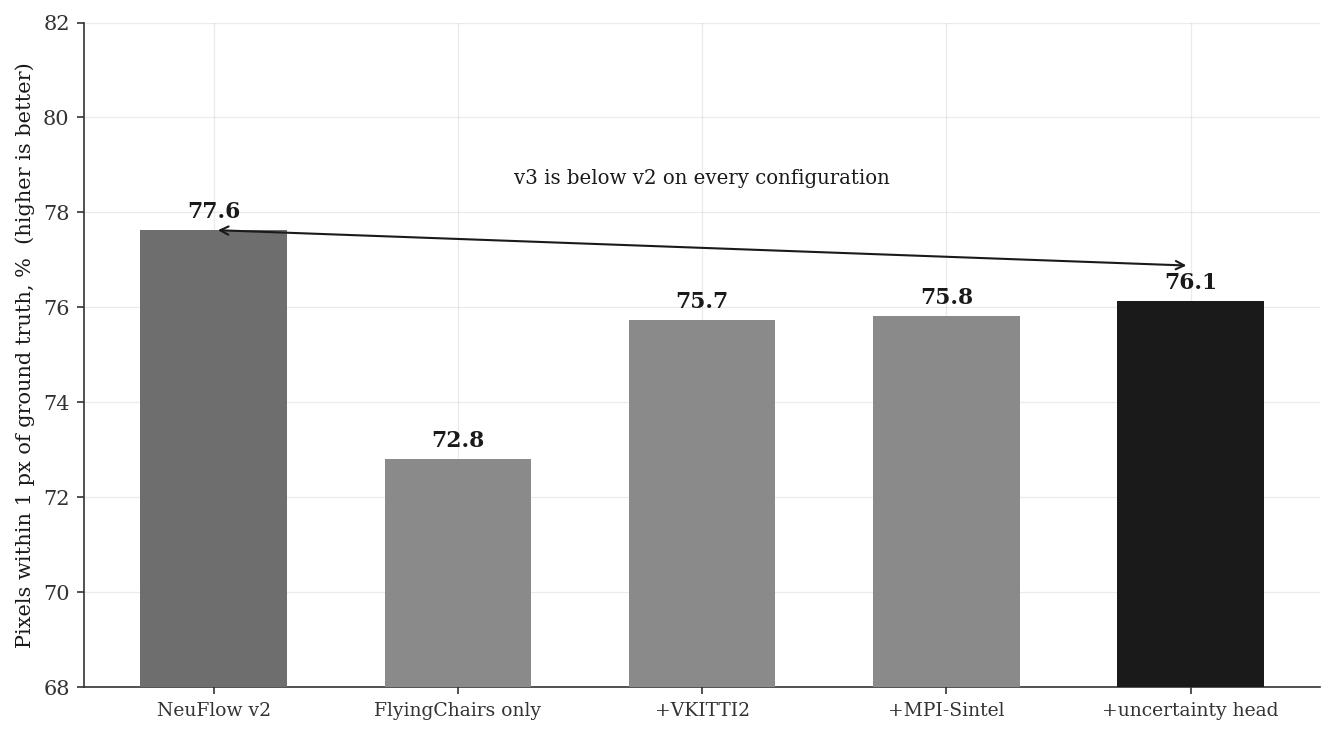 Pixels within 1 px of ground truth, % (higher is better)
82
80
78
76
74
72
70
68
v3 is below v2 on every configuration
77.6
72.8
75.7
75.8
76.1
NeuFlow v2
FlyingChairs only
+VKITTI2
+MPI-Sintel
+uncertainty head